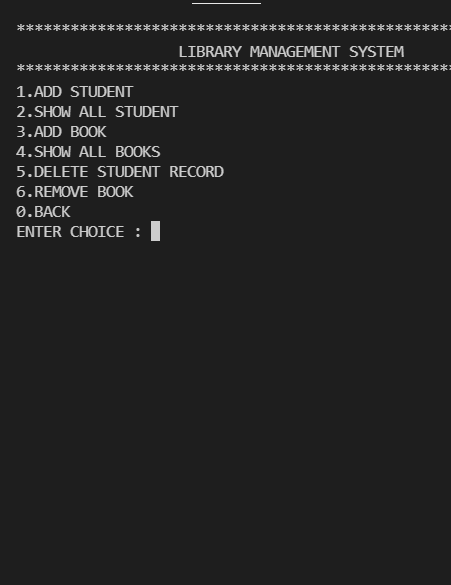 **************************************************
LIBRARY MANAGEMENT SYSTEM
**************************************************
1.ADD STUDENT
2.SHOW ALL STUDENT
3.ADD BOOK
4.SHOW ALL BOOKS
5.DELETE STUDENT RECORD
6.REMOVE BOOK
0.BACK
ENTER CHOICE :